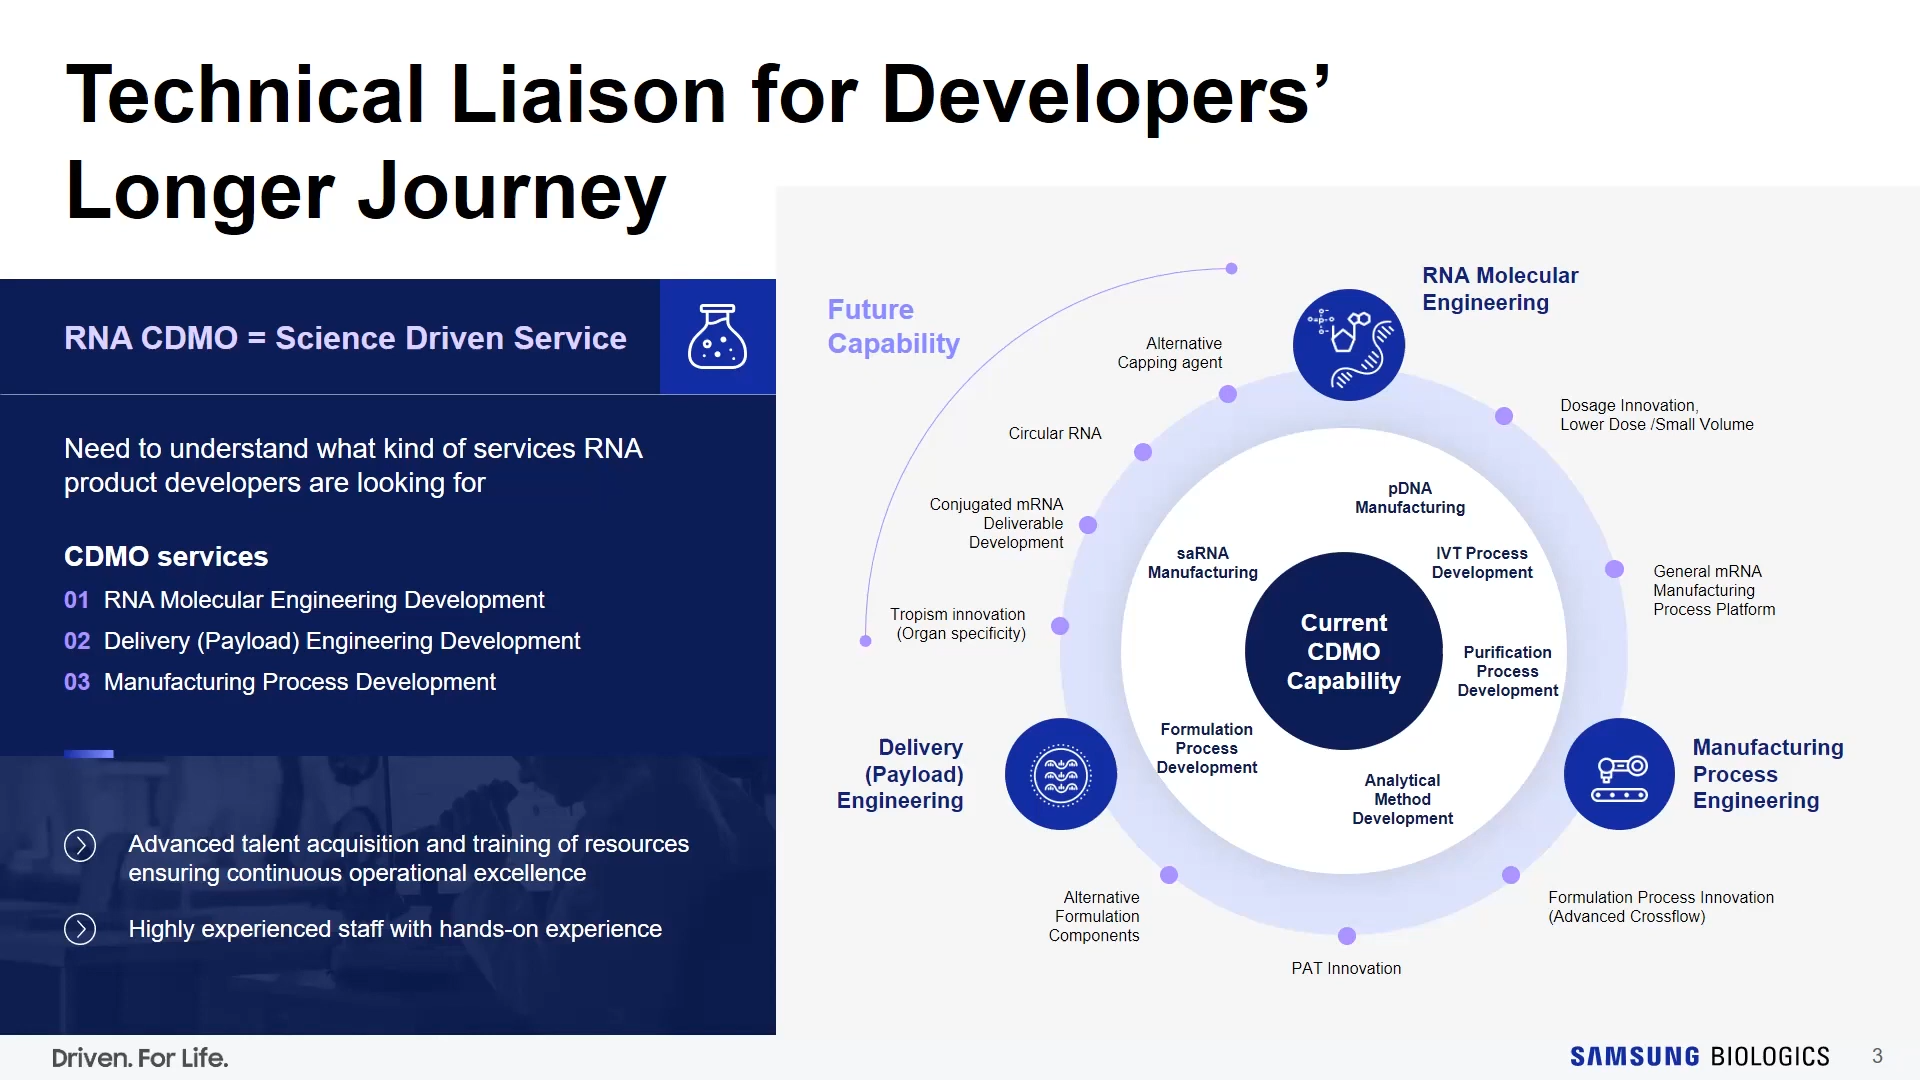 Technical Liaison for Developers’
Longer Journey
RNA CDMO = Science Driven Service
Need to understand what kind of services RNA
product developers are looking for
CDMO services
01 RNA Molecular Engineering Development
02 Delivery (Payload) Engineering Development
03 Manufacturing Process Development
Advanced talent acquisition and training of resources
ensuring continuous operational excellence
Highly experienced staff with hands-on experience
Future
Capability
RNA Molecular
Engineering
Alternative
Capping agent
Circular RNA
Conjugated mRNA
Deliverable
Development
Tropism innovation
(Organ specificity)
Dosage Innovation,
Lower Dose /Small Volume
General mRNA
Manufacturing
Process Platform
pDNA
Manufacturing
saRNA
Manufacturing
IVT Process
Development
Current
CDMO
Capability
Purification
Process
Development
Formulation
Process
Development
Analytical
Method
Development
Delivery
(Payload)
Engineering
Manufacturing
Process
Engineering
Alternative
Formulation
Components
PAT Innovation
Formulation Process Innovation
(Advanced Crossflow)
Driven. For Life.
SAMSUNG BIOLOGICS
3